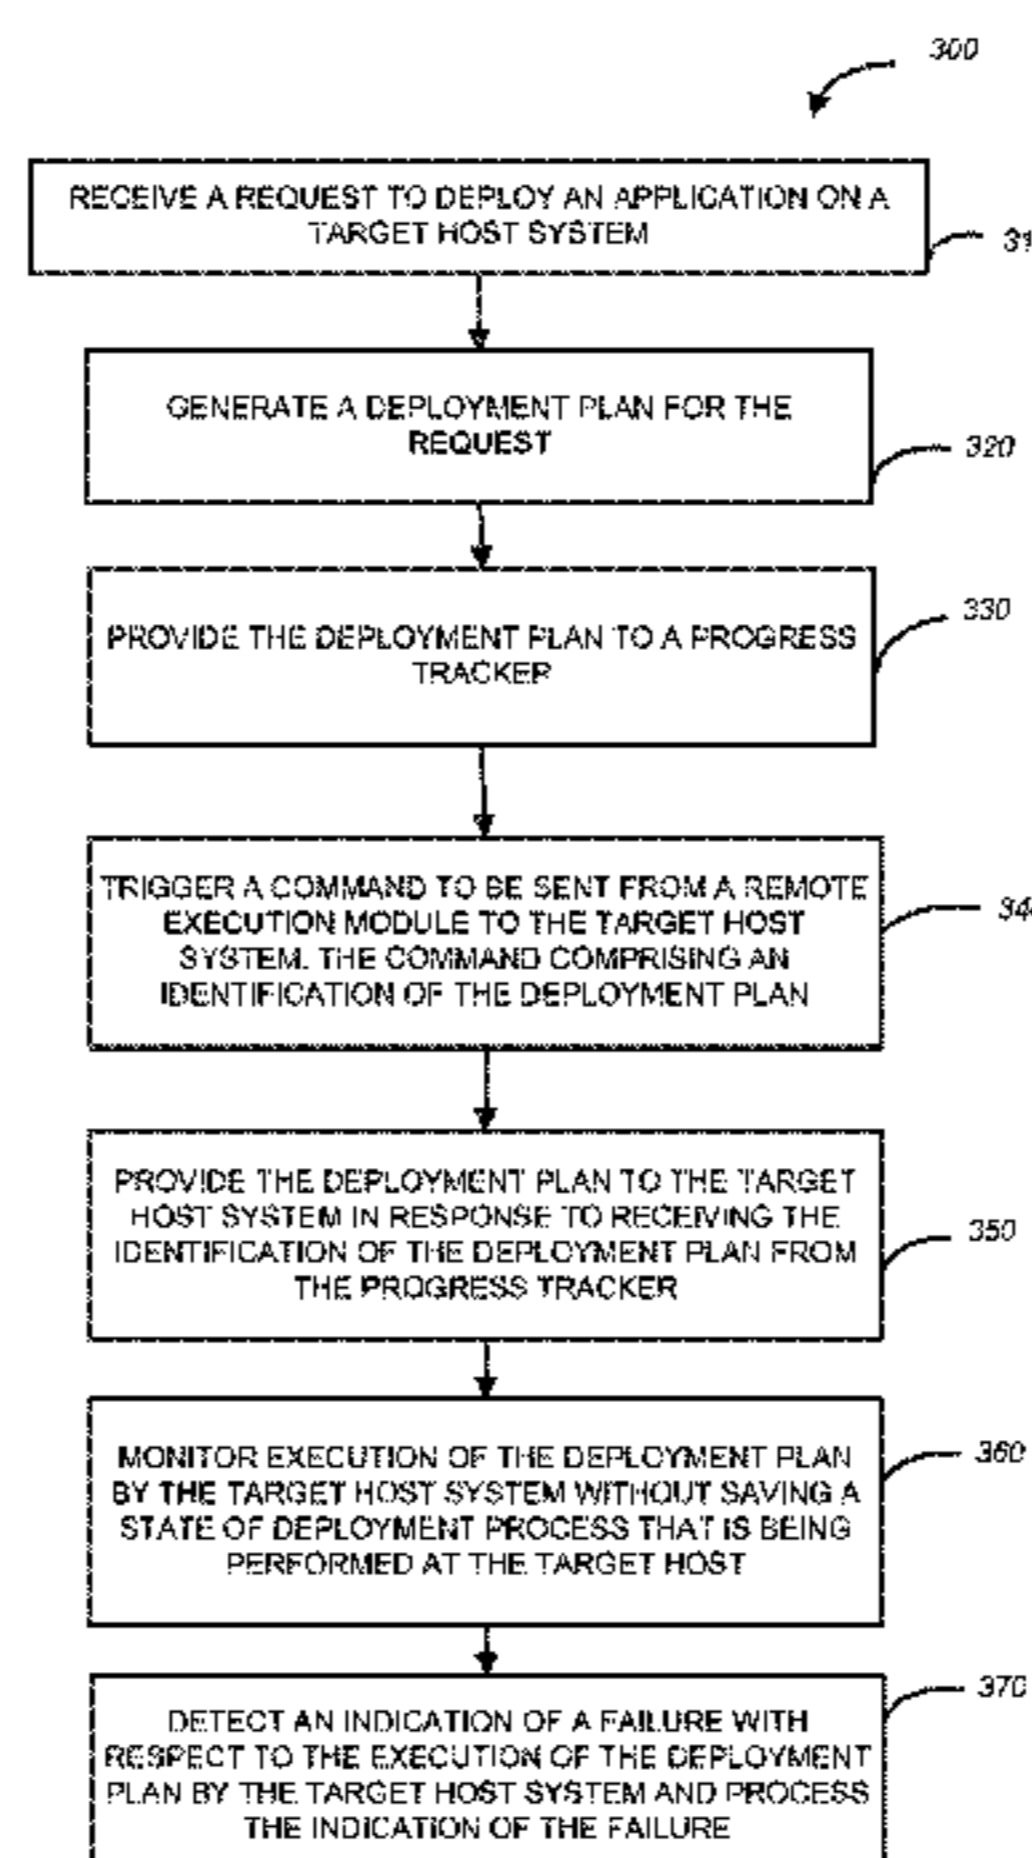 300
RECEIVE A REQUEST TO DEPLOY AN APPLICATION ON A
TARGET HOST SYSTEM
GENERATE A DEPLOYMENT PLAN FOR THE
REQUEST
320
PROVIDE THE DEPLOYMENT PLAN TO A PROGRESS
TRACKER
330
TRIGGER A COMMAND TO BE SENT FROM A REMOTE
EXECUTION MODULE TO THE TARGET HOST
SYSTEM. THE COMMAND COMPRISING AN
IDENTIFICATION OF THE DEPLOYMENT PLAN
PROVIDE THE DEPLOYMENT PLAN TO THE TARGET
HOST SYSTEM IN RESPONSE TO RECEIVING THE
IDENTIFICATION OF THE DEPLOYMENT PLAN FROM
THE PROGRESS TRACKER
350
MONITOR EXECUTION OF THE DEPLOYMENT PLAN
BY THE TARGET HOST SYSTEM WITHOUT SAVING A
STATE OF DEPLOYMENT PROCESS THAT IS BEING
PERFORMED AT THE TARGET HOST
360
DETECT AN INDICATION OF A FAILURE WITH
RESPECT TO THE EXECUTION OF THE DEPLOYMENT
PLAN BY THE TARGET HOST SYSTEM AND PROCESS
THE INDICATION OF THE FAILURE
370